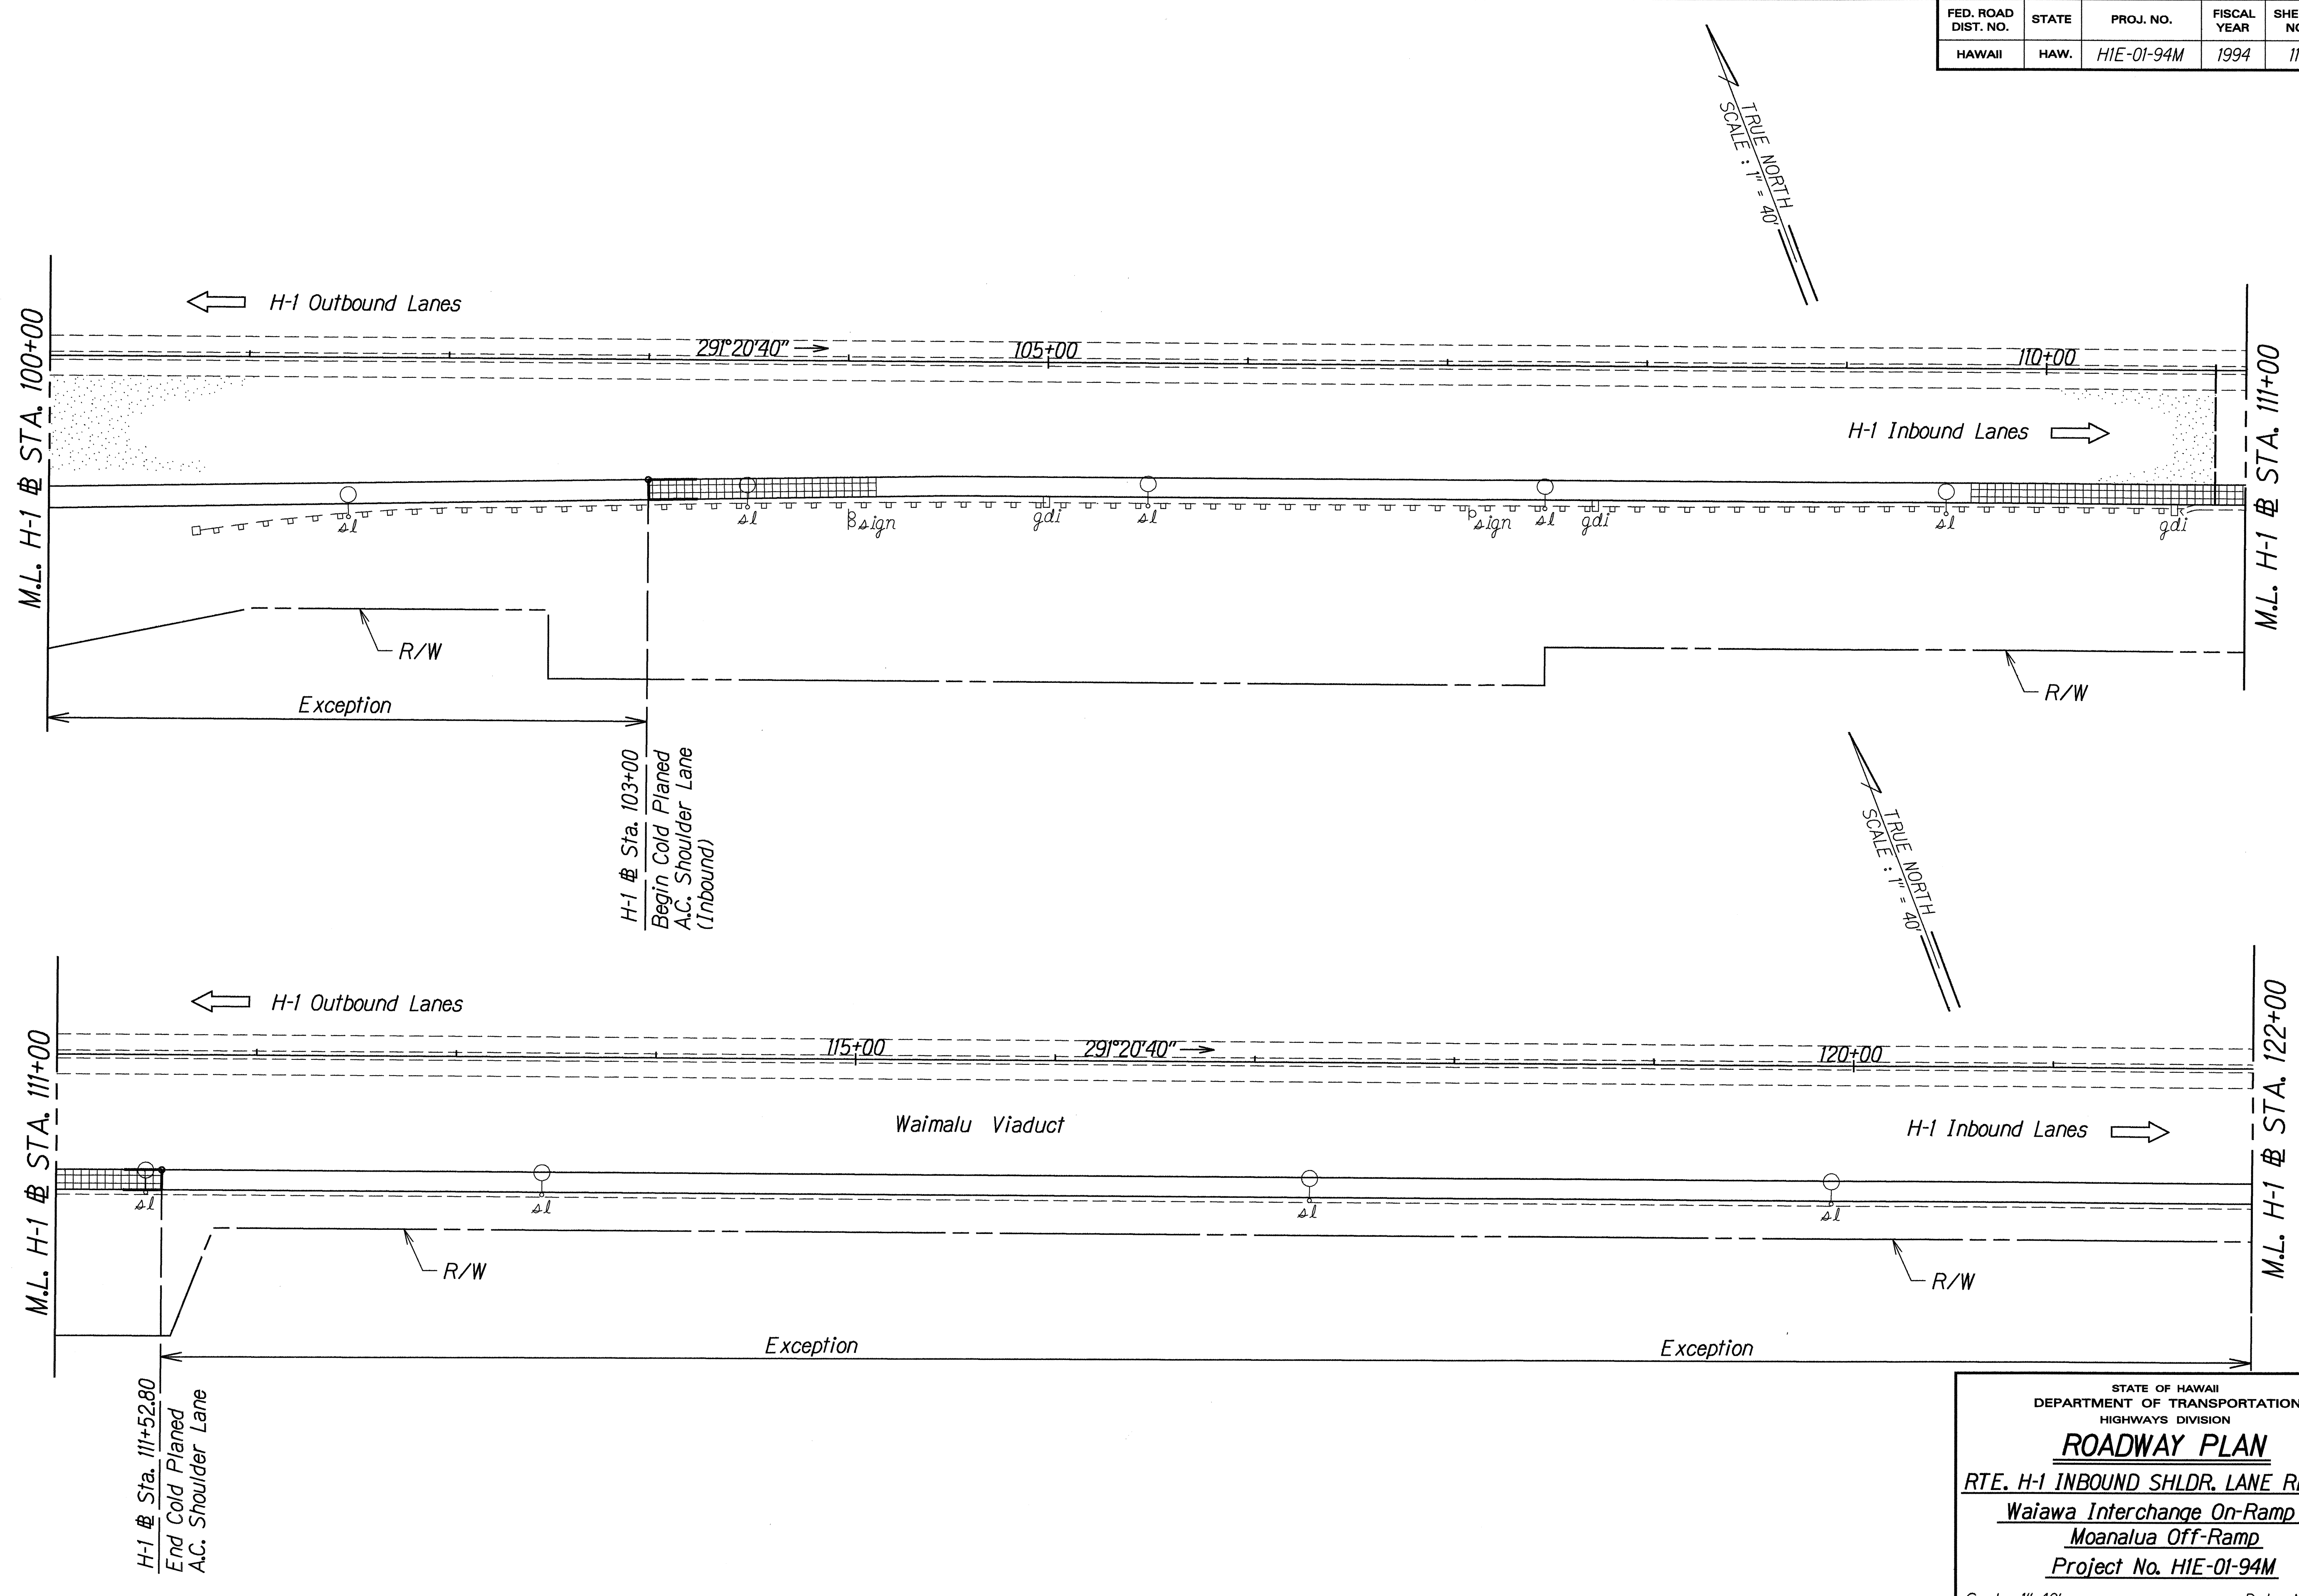 FED. ROAD DIST. NO. STATE PROJ. NO. FISCAL YEAR
HAWAII HAW. H1E-01-94M 1994
TRUE NORTH
SCALE : 1" = 40'
H-1 Outbound Lanes
M.L. H-1 ℄ STA. 100+00
291°20'40"
105+00
110+00
H-1 Inbound Lanes
M.L. H-1 ℄ STA. 111+00
sl
sl
sign
gdi
sl
sign
sl
gdi
sl
gdi
R/W
R/W
Exception
H-1 ℄ Sta. 103+00
Begin Cold Planed
A.C. Shoulder Lane
(Inbound)
TRUE NORTH
SCALE : 1" = 40'
H-1 Outbound Lanes
M.L. H-1 ℄ STA. 111+00
115+00
291°20'40"
120+00
Waimalu Viaduct
H-1 Inbound Lanes
M.L. H-1 ℄ STA. 122+00
sl
sl
sl
sl
R/W
R/W
Exception
Exception
H-1 ℄ Sta. 111+52.80
End Cold Planed
A.C. Shoulder Lane
STATE OF HAWAII
DEPARTMENT OF TRANSPORTATION
HIGHWAYS DIVISION
ROADWAY PLAN
RTE. H-1 INBOUND SHLDR. LANE
Waiawa Interchange On-Ramp
Moanalua Off-Ramp
Project No. H1E-01-94M